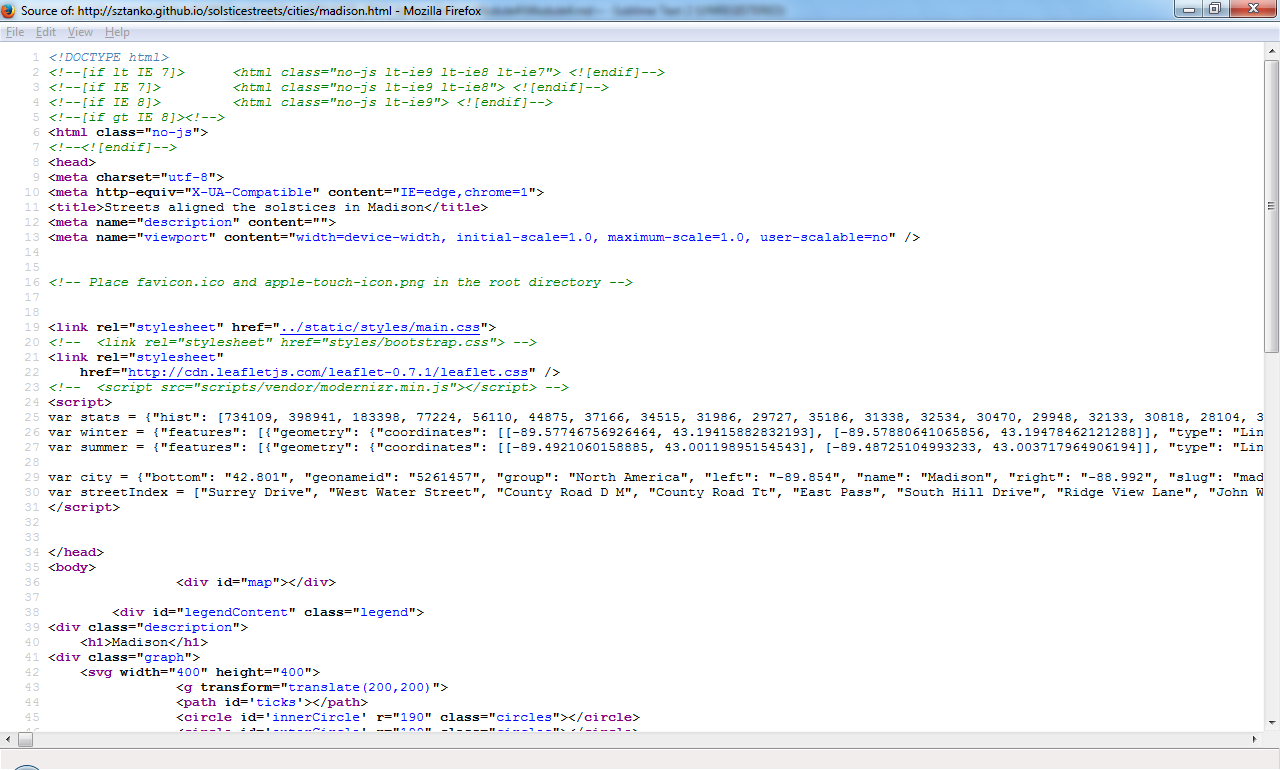 Source of: http://sztanko.github.io/solsticestreets/cities/madison.html - Mozilla Firefox
File Edit View Help
1 <!DOCTYPE html>
2 <!--[if lt IE 7]>      <html class="no-js lt-ie9 lt-ie8 lt-ie7"> <![endif]-->
3 <!--[if IE 7]>         <html class="no-js lt-ie9 lt-ie8"> <![endif]-->
4 <!--[if IE 8]>         <html class="no-js lt-ie9"> <![endif]-->
5 <!--[if gt IE 8]><!-->
6 <html class="no-js">
7 <!--<![endif]-->
8 <head>
9 <meta charset="utf-8">
10 <meta http-equiv="X-UA-Compatible" content="IE=edge,chrome=1">
11 <title>Streets aligned the solstices in Madison</title>
12 <meta name="description" content="">
13 <meta name="viewport" content="width=device-width, initial-scale=1.0, maximum-scale=1.0, user-scalable=no" />
14
15
16 <!-- Place favicon.ico and apple-touch-icon.png in the root directory -->
17
18
19 <link rel="stylesheet" href="../static/styles/main.css">
20 <!--  <link rel="stylesheet" href="styles/bootstrap.css"> -->
21 <link rel="stylesheet"
22     href="http://cdn.leafletjs.com/leaflet-0.7.1/leaflet.css" />
23 <!--  <script src="scripts/vendor/modernizr.min.js"></script> -->
24 <script>
25 var stats = {"hist": [734109, 398941, 183398, 77224, 56110, 44875, 37166, 34515, 31986, 29727, 35186, 31338, 32534, 30470, 29948, 32133, 30818, 28104, 3
26 var winter = {"features": [{"geometry": {"coordinates": [[-89.57746756926464, 43.19415882832193], [-89.57880641065856, 43.19478462121288]], "type": "Lin
27 var summer = {"features": [{"geometry": {"coordinates": [[-89.4921060158885, 43.00119895154543], [-89.48725104993233, 43.003717964906194]], "type": "Lin
28
29 var city = {"bottom": "42.801", "geonameid": "5261457", "group": "North America", "left": "-89.854", "name": "Madison", "right": "-88.992", "slug": "mad
30 var streetIndex = ["Surrey Drive", "West Water Street", "County Road D M", "County Road Tt", "East Pass", "South Hill Drive", "Ridge View Lane", "John W
31 </script>
32
33
34 </head>
35 <body>
36                 <div id="map"></div>
37
38         <div id="legendContent" class="legend">
39 <div class="description">
40     <h1>Madison</h1>
41 <div class="graph">
42     <svg width="400" height="400">
43                 <g transform="translate(200,200)">
44                 <path id='ticks'></path>
45                 <circle id='innerCircle' r="190" class="circles"></circle>